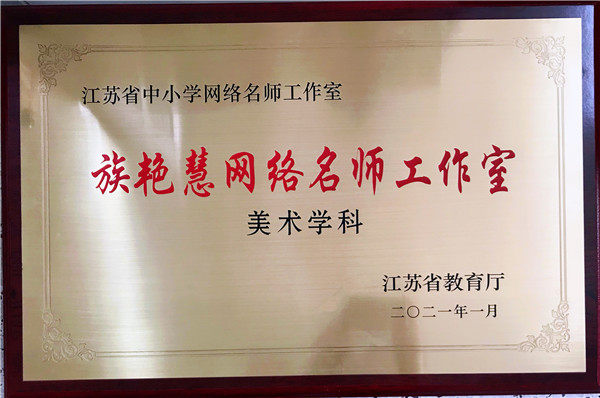 江苏省中小学网络名师工作室
族艳慧网络名师工作室
美术学科
江苏省教育厅
二〇二一年一月